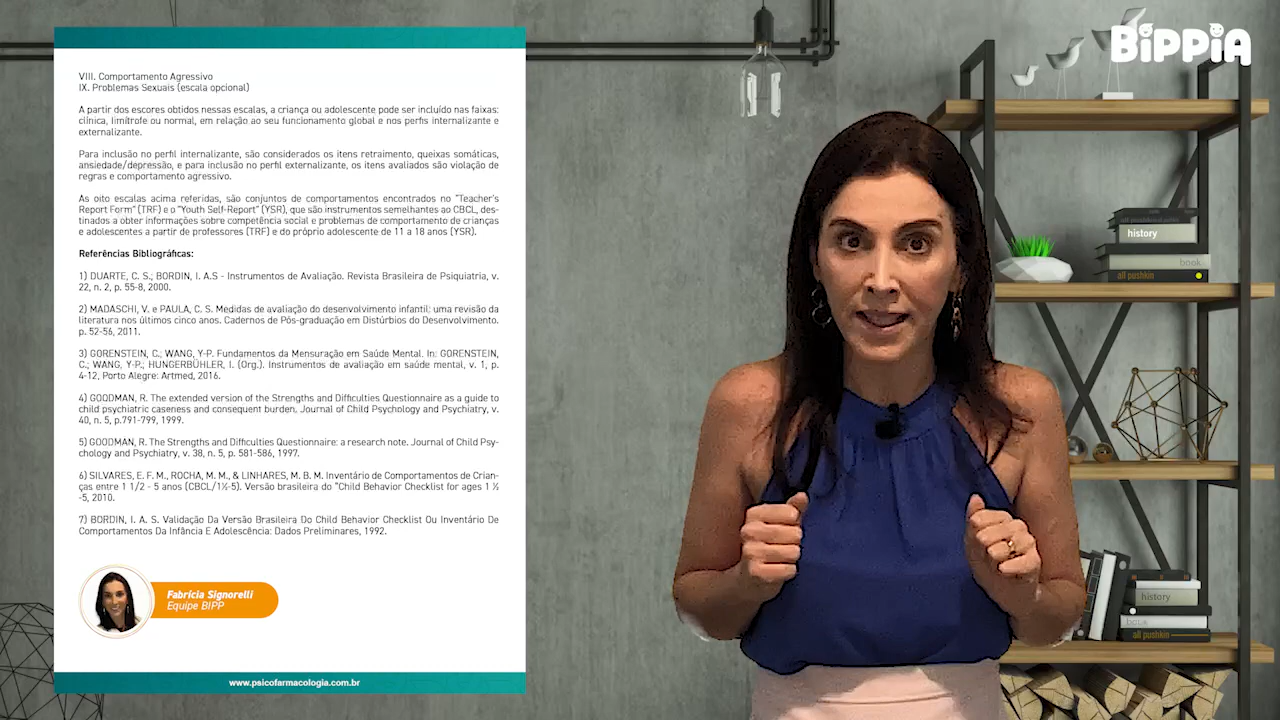 VIII. Comportamento Agressivo
IX. Problemas Sexuais (escala opcional)
A partir dos escores obtidos nessas escalas, a criança ou adolescente pode ser incluído nas faixas:
clínica, limítrofe ou normal, em relação ao seu funcionamento global e nos perfis internalizante e
externalizante.
Para inclusão no perfil internalizante, são considerados os itens retraimento, queixas somáticas,
ansiedade/depressão, e para inclusão no perfil externalizante, os itens avaliados são violação de
regras e comportamento agressivo.
As oito escalas acima referidas, são conjuntos de comportamentos encontrados no "Teacher's
Report Form" (TRF) e o "Youth Self-Report" (YSR), que são instrumentos semelhantes ao CBCL, des-
tinados a obter informações sobre competência social e problemas de comportamento de crianças
e adolescentes a partir de professores (TRF) e do próprio adolescente de 11 a 18 anos (YSR).
Referências Bibliográficas:
1) DUARTE, C. S.; BORDIN, I. A.S - Instrumentos de Avaliação. Revista Brasileira de Psiquiatria, v.
22, n. 2, p. 55-8, 2000.
2) MADASCHI, V. e PAULA, C. S. Medidas de avaliação do desenvolvimento infantil: uma revisão da
literatura nos últimos cinco anos. Cadernos de Pós-graduação em Distúrbios do Desenvolvimento.
p. 52-56, 2011.
3) GORENSTEIN, C.; WANG, Y-P. Fundamentos da Mensuração em Saúde Mental. In: GORENSTEIN,
C.; WANG, Y-P.; HUNGERBÜHLER, I. (Org.). Instrumentos de avaliação em saúde mental, v. 1, p.
4-12, Porto Alegre: Artmed, 2016.
4) GOODMAN, R. The extended version of the Strengths and Difficulties Questionnaire as a guide to
child psychiatric caseness and consequent burden, Journal of Child Psychology and Psychiatry, v.
40, n. 5, p.791-799, 1999.
5) GOODMAN, R. The Strengths and Difficulties Questionnaire: a research note. Journal of Child Psy-
chology and Psychiatry, v. 38, n. 5, p. 581-586, 1997.
6) SILVARES, E. F. M., ROCHA, M. M., & LINHARES, M. B. M. Inventário de Comportamentos de Crian-
ças entre 1 1/2 - 5 anos (CBCL/1½-5). Versão brasileira do "Child Behavior Checklist for ages 1 ½
-5, 2010.
7) BORDIN, I. A. S. Validação Da Versão Brasileira Do Child Behavior Checklist Ou Inventário De
Comportamentos Da Infância E Adolescência: Dados Preliminares, 1992.
Fabrícia Signorelli
Equipe BIPP
www.psicofarmacologia.com.br
BiPPiA
history
book
all pushkin
history
book
all pushkin